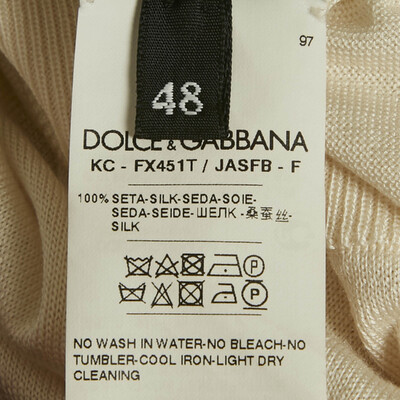 97
48
DOLCE & GABBANA
KC - FX451T / JASFB - F
100% SETA-SILK-SEDA-SOIE-
SEDA-SEIDE-ШЕЛК-桑蚕丝-
SILK
P
P
NO WASH IN WATER-NO BLEACH-NO
TUMBLER-COOL IRON-LIGHT DRY
CLEANING